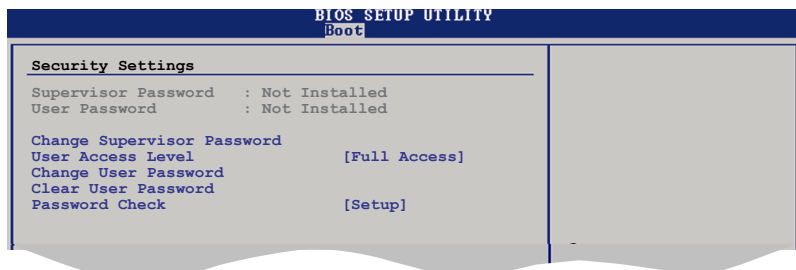 BIOS SETUP UTILITY
Boot
Security Settings
Supervisor Password : Not Installed
User Password : Not Installed
Change Supervisor Password
User Access Level [Full Access]
Change User Password
Clear User Password
Password Check [Setup]